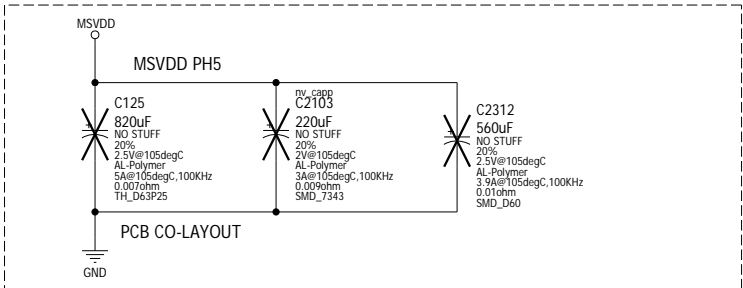 MSVDD
MSVDD PH5
C125
820uF
NO STUFF
20%
2.5V@105degC
AL-Polymer
5A@105degC,100KHz
0.007ohm
TH_D63P25
nv_capp
C2103
220uF
NO STUFF
20%
2V@105degC
AL-Polymer
3A@105degC,100KHz
0.009ohm
SMD_7343
C2312
560uF
NO STUFF
20%
2.5V@105degC
AL-Polymer
3.9A@105degC,100KHz
0.01ohm
SMD_D60
PCB CO-LAYOUT
GND